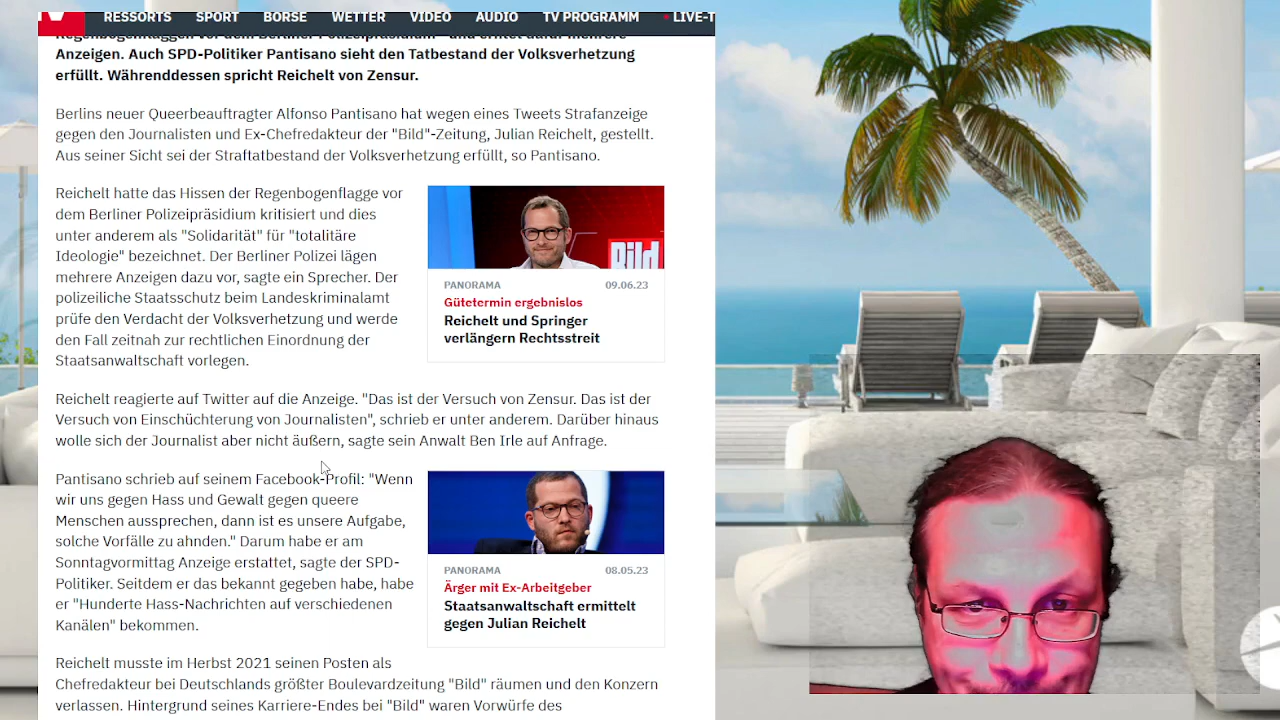 RESSORTS SPORT BÖRSE WETTER VIDEO AUDIO TV PROGRAMM LIVE-T
Regenbogenflaggen vor dem Berliner Polizeipräsidium - und erntet dafür mehrere
Anzeigen. Auch SPD-Politiker Pantisano sieht den Tatbestand der Volksverhetzung
erfüllt. Währenddessen spricht Reichelt von Zensur.
Berlins neuer Queerbeauftragter Alfonso Pantisano hat wegen eines Tweets Strafanzeige
gegen den Journalisten und Ex-Chefredakteur der "Bild"-Zeitung, Julian Reichelt, gestellt.
Aus seiner Sicht sei der Straftatbestand der Volksverhetzung erfüllt, so Pantisano.
Reichelt hatte das Hissen der Regenbogenflagge vor
dem Berliner Polizeipräsidium kritisiert und dies
unter anderem als "Solidarität" für "totalitäre
Ideologie" bezeichnet. Der Berliner Polizei lägen
mehrere Anzeigen dazu vor, sagte ein Sprecher. Der
polizeiliche Staatsschutz beim Landeskriminalamt
prüfe den Verdacht der Volksverhetzung und werde
den Fall zeitnah zur rechtlichen Einordnung der
Staatsanwaltschaft vorlegen.
Bild
PANORAMA 09.06.23
Gütetermin ergebnislos
Reichelt und Springer
verlängern Rechtsstreit
Reichelt reagierte auf Twitter auf die Anzeige. "Das ist der Versuch von Zensur. Das ist der
Versuch von Einschüchterung von Journalisten", schrieb er unter anderem. Darüber hinaus
wolle sich der Journalist aber nicht äußern, sagte sein Anwalt Ben Irle auf Anfrage.
Pantisano schrieb auf seinem Facebook-Profil: "Wenn
wir uns gegen Hass und Gewalt gegen queere
Menschen aussprechen, dann ist es unsere Aufgabe,
solche Vorfälle zu ahnden." Darum habe er am
Sonntagvormittag Anzeige erstattet, sagte der SPD-
Politiker. Seitdem er das bekannt gegeben habe, habe
er "Hunderte Hass-Nachrichten auf verschiedenen
Kanälen" bekommen.
PANORAMA 08.05.23
Ärger mit Ex-Arbeitgeber
Staatsanwaltschaft ermittelt
gegen Julian Reichelt
Reichelt musste im Herbst 2021 seinen Posten als
Chefredakteur bei Deutschlands größter Boulevardzeitung "Bild" räumen und den Konzern
verlassen. Hintergrund seines Karriere-Endes bei "Bild" waren Vorwürfe des